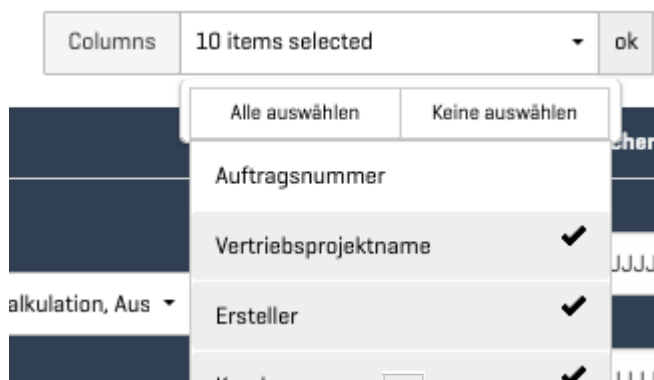 Columns 10 items selected ok
Alle auswählen Keine auswählen
Auftragsnummer
Vertriebsprojektname
alkulation, Aus
Ersteller